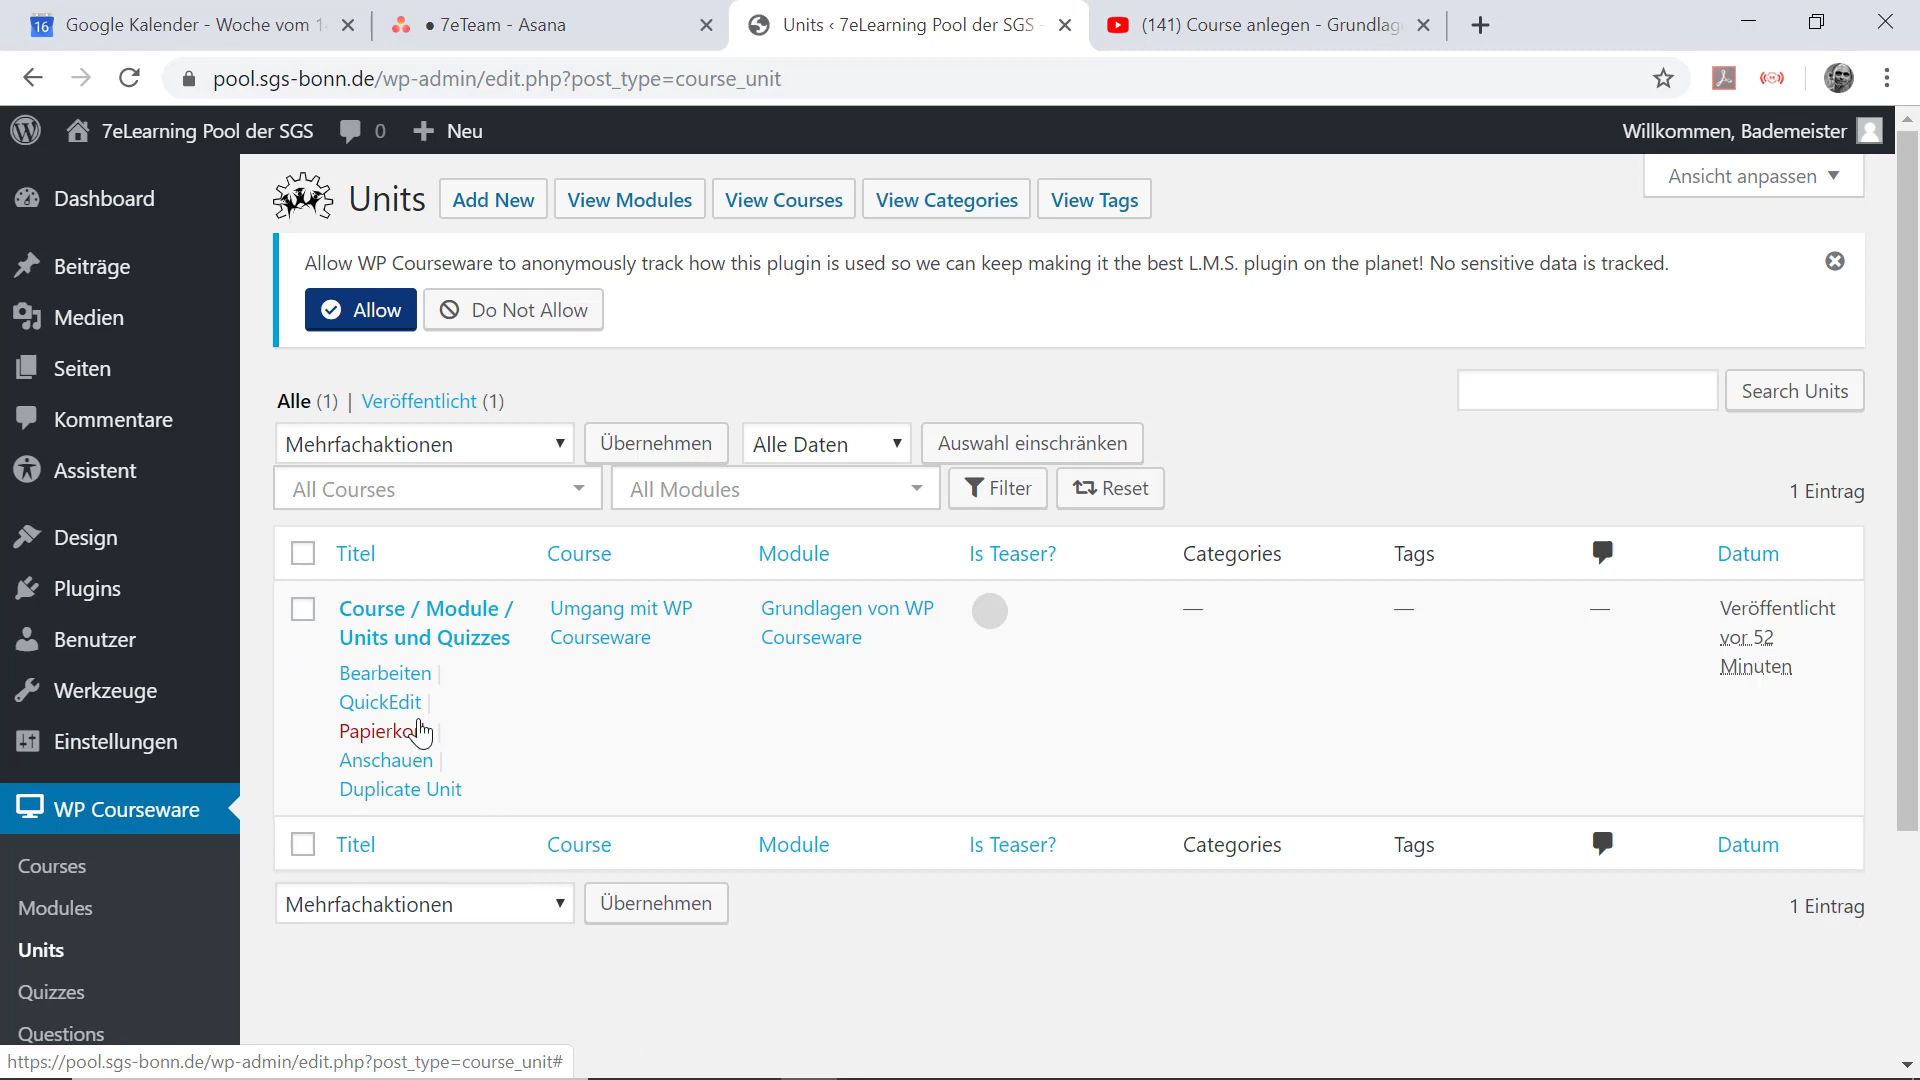 16 Google Kalender - Woche vom 1
• 7eTeam - Asana
Units ‹ 7eLearning Pool der SGS -
(141) Course anlegen - Grundlag
pool.sgs-bonn.de/wp-admin/edit.php?post_type=course_unit
7eLearning Pool der SGS 0 Neu
Willkommen, Bademeister
Dashboard
Beiträge
Medien
Seiten
Kommentare
Assistent
Design
Plugins
Benutzer
Werkzeuge
Einstellungen
WP Courseware
Courses
Modules
Units
Quizzes
Questions
Ansicht anpassen
Units Add New View Modules View Courses View Categories View Tags
Allow WP Courseware to anonymously track how this plugin is used so we can keep making it the best L.M.S. plugin on the planet! No sensitive data is tracked.
Allow Do Not Allow
Alle (1) | Veröffentlicht (1)
Search Units
Mehrfachaktionen Übernehmen Alle Daten Auswahl einschränken
All Courses All Modules Filter Reset
1 Eintrag
Titel Course Module Is Teaser? Categories Tags Datum
Course / Module / Umgang mit WP Grundlagen von WP — — — Veröffentlicht
Units und Quizzes Courseware Courseware vor 52
Minuten
Bearbeiten |
QuickEdit |
Papierko |
Anschauen |
Duplicate Unit
Titel Course Module Is Teaser? Categories Tags Datum
Mehrfachaktionen Übernehmen
1 Eintrag
https://pool.sgs-bonn.de/wp-admin/edit.php?post_type=course_unit#